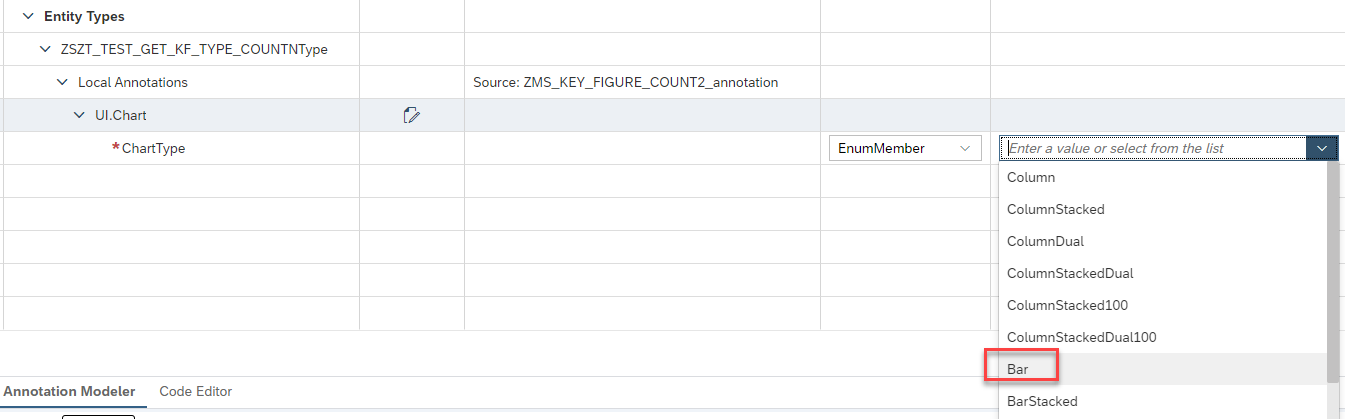 Entity Types
ZSZT_TEST_GET_KF_TYPE_COUNTNType
Local Annotations Source: ZMS_KEY_FIGURE_COUNT2_annotation
UI.Chart
*ChartType EnumMember Enter a value or select from the list
Column
ColumnStacked
ColumnDual
ColumnStackedDual
ColumnStacked100
ColumnStackedDual100
Bar
BarStacked
Annotation Modeler Code Editor